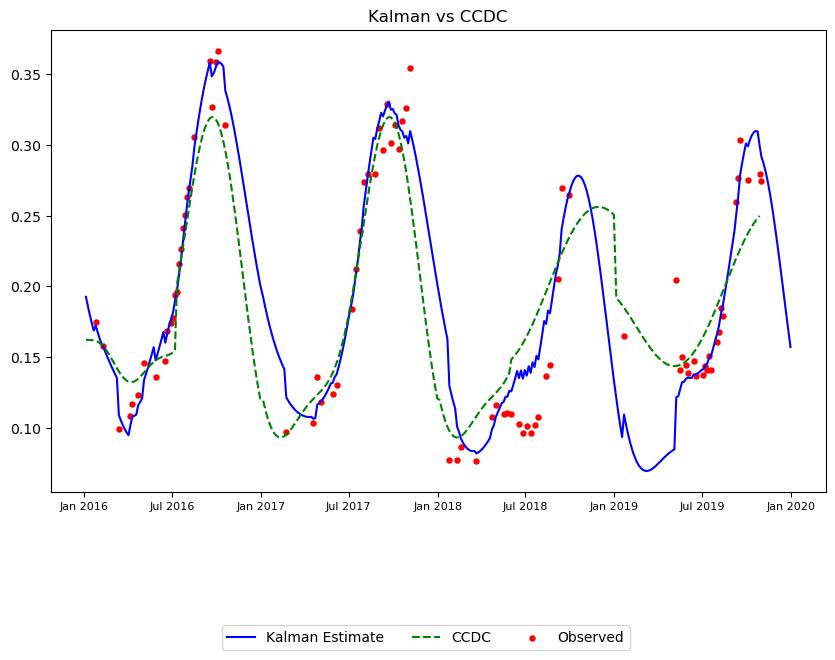 Kalman vs CCDC
0.35
0.30
0.25
0.20
0.15
0.10
Jan 2016 Jul 2016 Jan 2017 Jul 2017 Jan 2018 Jul 2018 Jan 2019 Jul 2019 Jan 2020
Kalman Estimate CCDC Observed